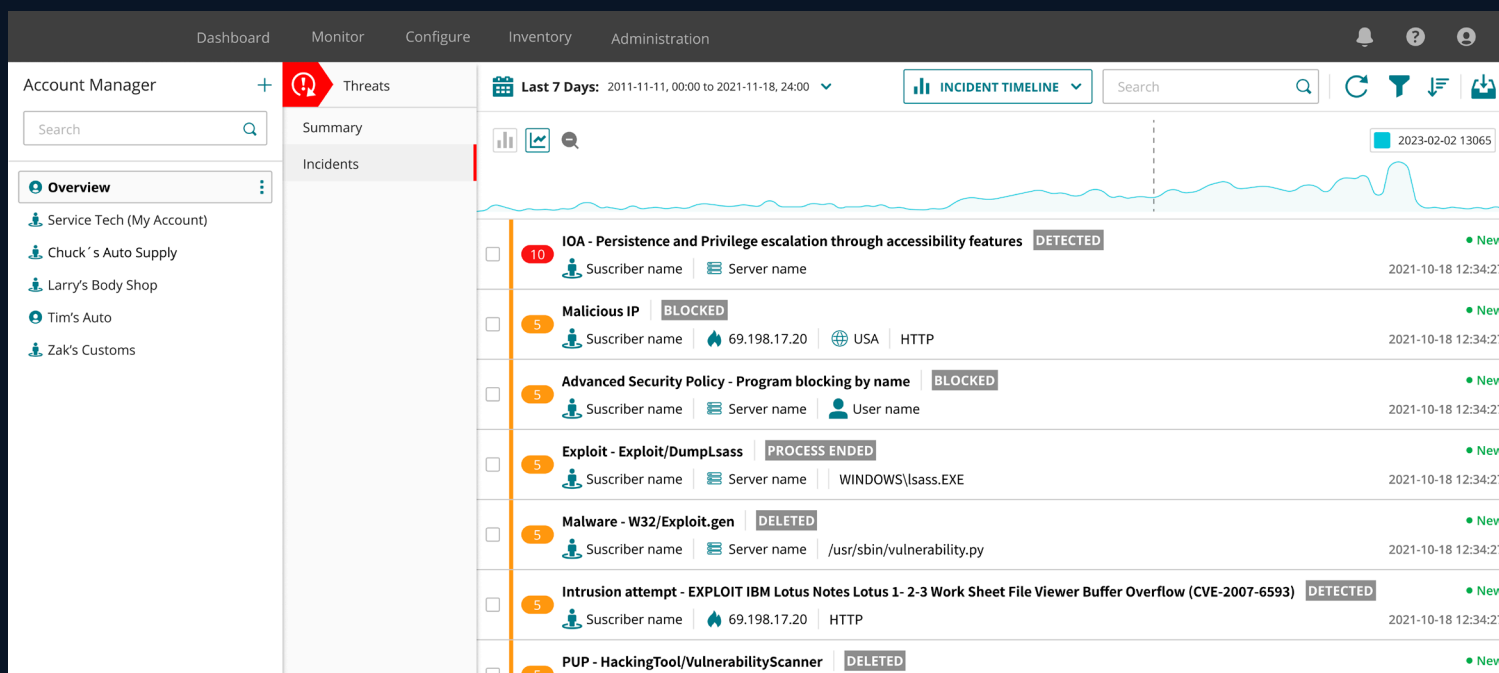 Dashboard Monitor Configure Inventory Administration
Account Manager
Search
Overview
Service Tech (My Account)
Chuck´s Auto Supply
Larry's Body Shop
Tim's Auto
Zak's Customs
Threats
Summary
Incidents
Last 7 Days: 2011-11-11, 00:00 to 2021-11-18, 24:00
INCIDENT TIMELINE
Search
2023-02-02 13065
10 IOA - Persistence and Privilege escalation through accessibility features DETECTED New
Suscriber name Server name 2021-10-18 12:34:27
5 Malicious IP BLOCKED New
Suscriber name 69.198.17.20 USA HTTP 2021-10-18 12:34:27
5 Advanced Security Policy - Program blocking by name BLOCKED New
Suscriber name Server name User name 2021-10-18 12:34:27
5 Exploit - Exploit/DumpLsass PROCESS ENDED New
Suscriber name Server name WINDOWS\lsass.EXE 2021-10-18 12:34:27
5 Malware - W32/Exploit.gen DELETED New
Suscriber name Server name /usr/sbin/vulnerability.py 2021-10-18 12:34:27
5 Intrusion attempt - EXPLOIT IBM Lotus Notes Lotus 1- 2-3 Work Sheet File Viewer Buffer Overflow (CVE-2007-6593) DETECTED New
Suscriber name 69.198.17.20 HTTP 2021-10-18 12:34:27
5 PUP - HackingTool/VulnerabilityScanner DELETED New